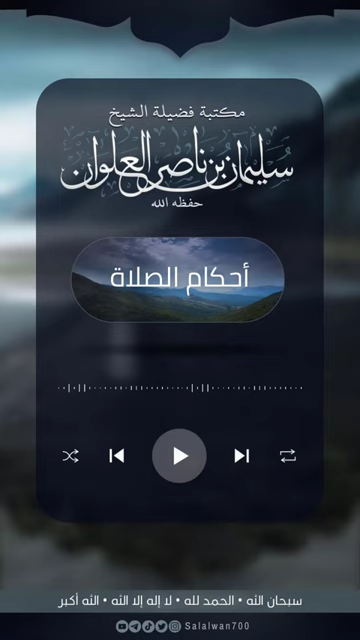 مكتبة فضيلة الشيخ
سليمان بن ناصر العلوان
حفظه الله
أحكام الصلاة
سبحان الله • الحمد لله • لا إله إلا الله • الله أكبر
Salalwan700